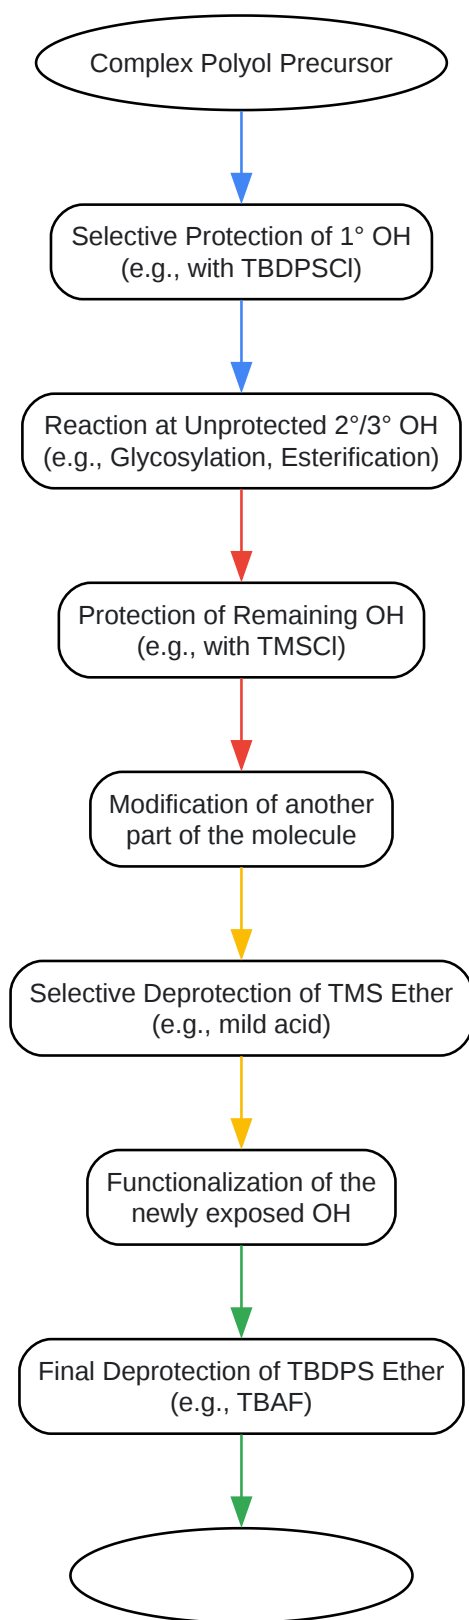 Complex Polyol Precursor
Selective Protection of 1° OH
(e.g., with TBDPSCl)
Reaction at Unprotected 2°/3° OH
(e.g., Glycosylation, Esterification)
Protection of Remaining OH
(e.g., with TMSCl)
Modification of another
part of the molecule
Selective Deprotection of TMS Ether
(e.g., mild acid)
Functionalization of the
newly exposed OH
Final Deprotection of TBDPS Ether
(e.g., TBAF)